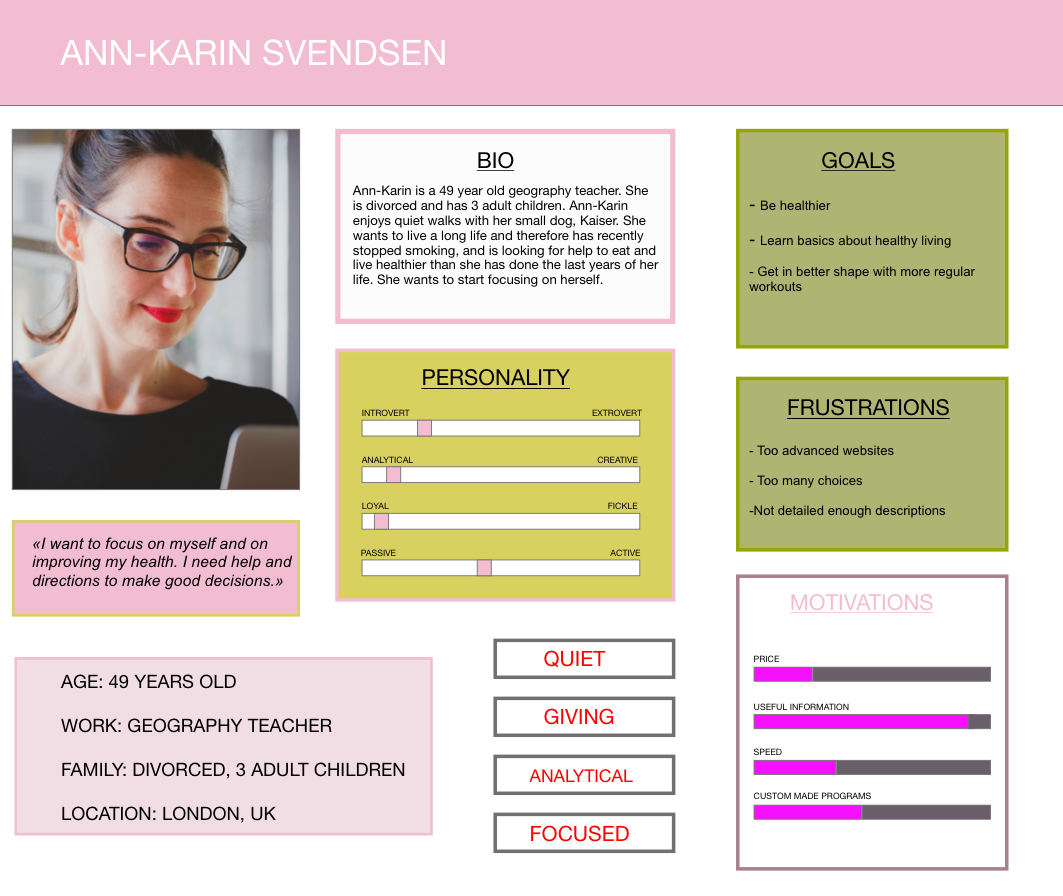 ANN-KARIN SVENDSEN
BIO
Ann-Karin is a 49 year old geography teacher. She
is divorced and has 3 adult children. Ann-Karin
enjoys quiet walks with her small dog, Kaiser. She
wants to live a long life and therefore has recently
stopped smoking, and is looking for help to eat and
live healthier than she has done the last years of her
life. She wants to start focusing on herself.
GOALS
- Be healthier
- Learn basics about healthy living
- Get in better shape with more regular
workouts
PERSONALITY
INTROVERT EXTROVERT
ANALYTICAL CREATIVE
LOYAL FICKLE
PASSIVE ACTIVE
FRUSTRATIONS
- Too advanced websites
- Too many choices
-Not detailed enough descriptions
«I want to focus on myself and on
improving my health. I need help and
directions to make good decisions.»
MOTIVATIONS
PRICE
USEFUL INFORMATION
SPEED
CUSTOM MADE PROGRAMS
AGE: 49 YEARS OLD
WORK: GEOGRAPHY TEACHER
FAMILY: DIVORCED, 3 ADULT CHILDREN
LOCATION: LONDON, UK
QUIET
GIVING
ANALYTICAL
FOCUSED